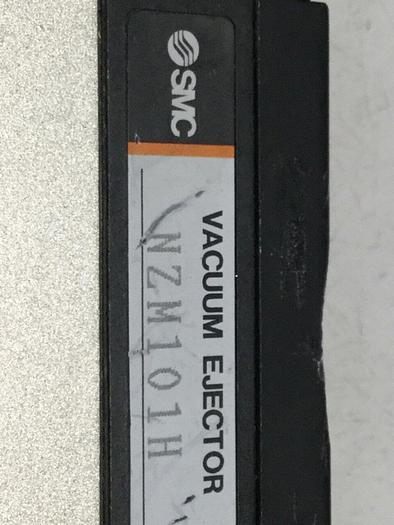 SMC
VACUUM EJECTOR
NZM101H